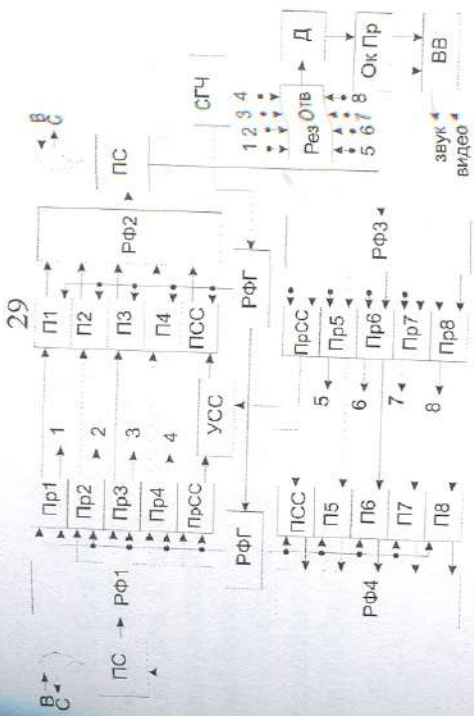 29
В
С
ПС
РФ1
Пр1
Пр2
Пр3
Пр4
ПрСС
1
2
3
4
УСС
П1
П2
П3
П4
ПСС
РФ2
ПС
В
С
РФГ
РФГ
СГЧ
РФ4
ПСС
П5
П6
П7
П8
5
6
7
8
ПрСС
Пр5
Пр6
Пр7
Пр8
РФ3
1 2 3 4
Рез Отв
5 6 7 8
Д
Ок Пр
ВВ
звук
видео